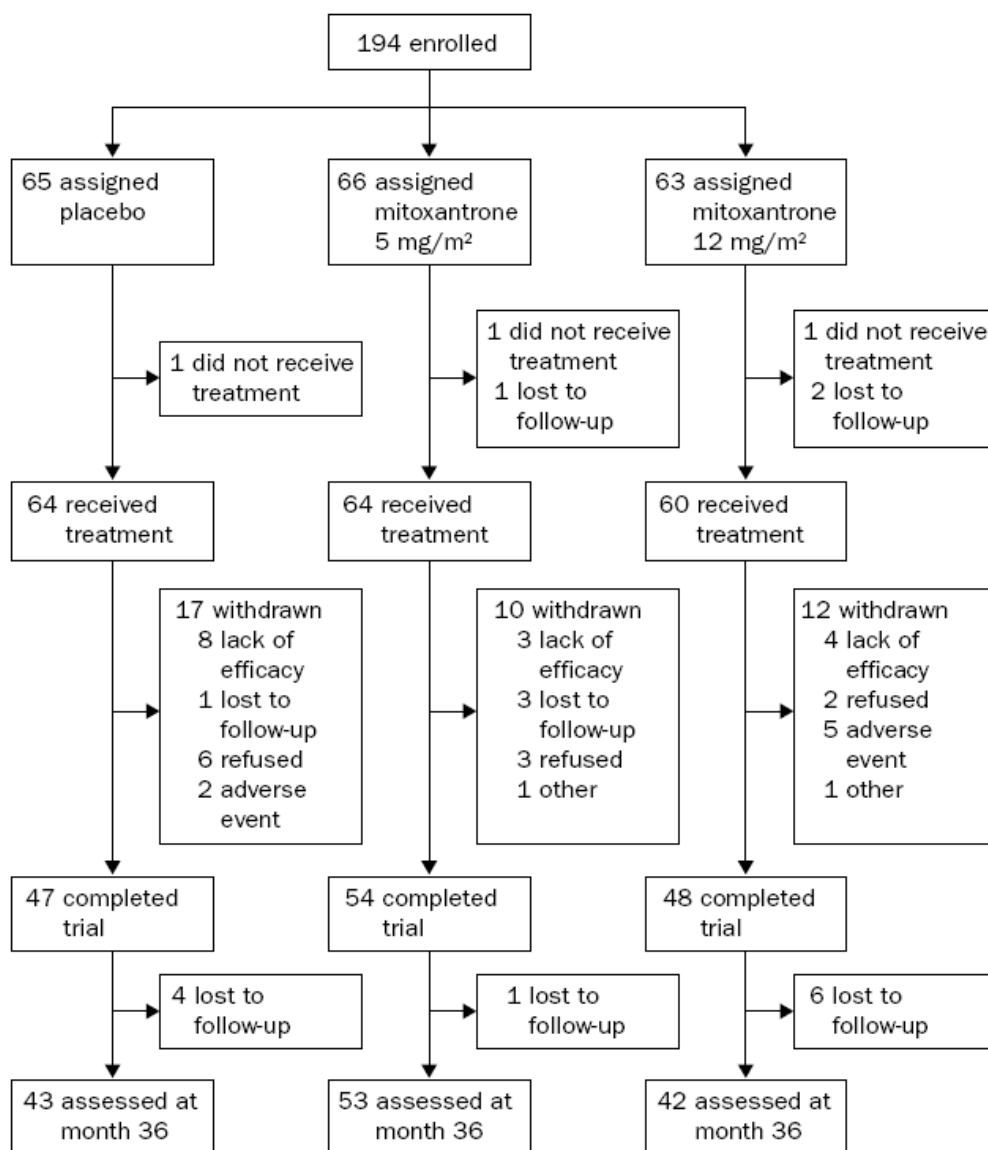 194 enrolled
65 assigned
placebo
66 assigned
mitoxantrone
5 mg/m²
63 assigned
mitoxantrone
12 mg/m²
1 did not receive
treatment
1 did not receive
treatment
1 lost to
follow-up
1 did not receive
treatment
2 lost to
follow-up
64 received
treatment
64 received
treatment
60 received
treatment
17 withdrawn
8 lack of
efficacy
1 lost to
follow-up
6 refused
2 adverse
event
10 withdrawn
3 lack of
efficacy
3 lost to
follow-up
3 refused
1 other
12 withdrawn
4 lack of
efficacy
2 refused
5 adverse
event
1 other
47 completed
trial
54 completed
trial
48 completed
trial
4 lost to
follow-up
1 lost to
follow-up
6 lost to
follow-up
43 assessed at
month 36
53 assessed at
month 36
42 assessed at
month 36